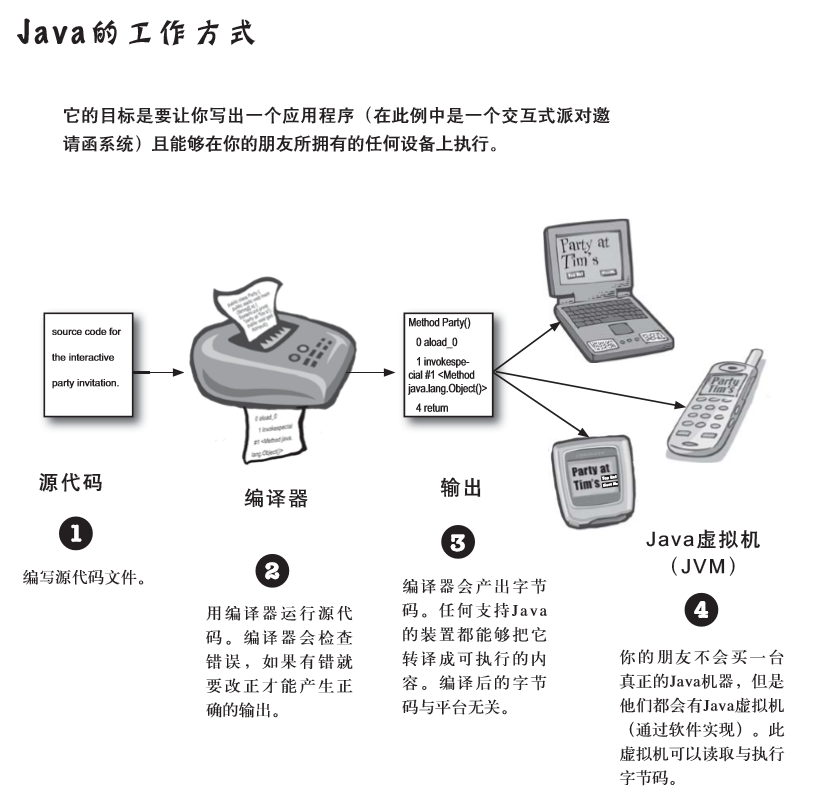 Java的工作方式
它的目标是要让你写出一个应用程序（在此例中是一个交互式派对邀
请函系统）且能够在你的朋友所拥有的任何设备上执行。
source code for
the interactive
party invitation.
0 aload_0
1 invokespecial
#1 <Method java.
lang.Object()>
Method Party()
0 aload_0
1 invokespe-
cial #1 <Method
java.lang.Object()>
4 return
Party at
Tim's
Party
Tim's
Party at
Tim's
源代码
1
编写源代码文件。
编译器
2
用编译器运行源代
码。编译器会检查
错误，如果有错就
要改正才能产生正
确的输出。
输出
3
编译器会产出字节
码。任何支持Java
的装置都能够把它
转译成可执行的内
容。编译后的字节
码与平台无关。
Java虚拟机
（JVM）
4
你的朋友不会买一台
真正的Java机器，但是
他们都会有Java虚拟机
（通过软件实现）。此
虚拟机可以读取与执行
字节码。